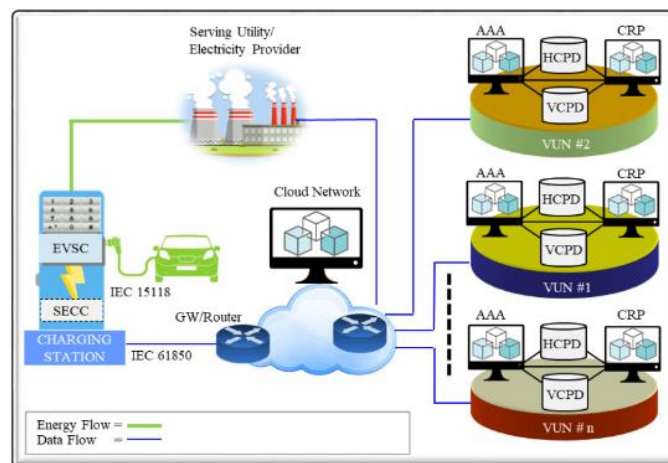 Serving Utility/
Electricity Provider
Cloud Network
EVSC
SECC
CHARGING
STATION
IEC 15118
GW/Router
IEC 61850
AAA
CRP
HCPD
VCPD
VUN #2
AAA
CRP
HCPD
VCPD
VUN #1
AAA
CRP
HCPD
VCPD
VUN # n
Energy Flow =
Data Flow =